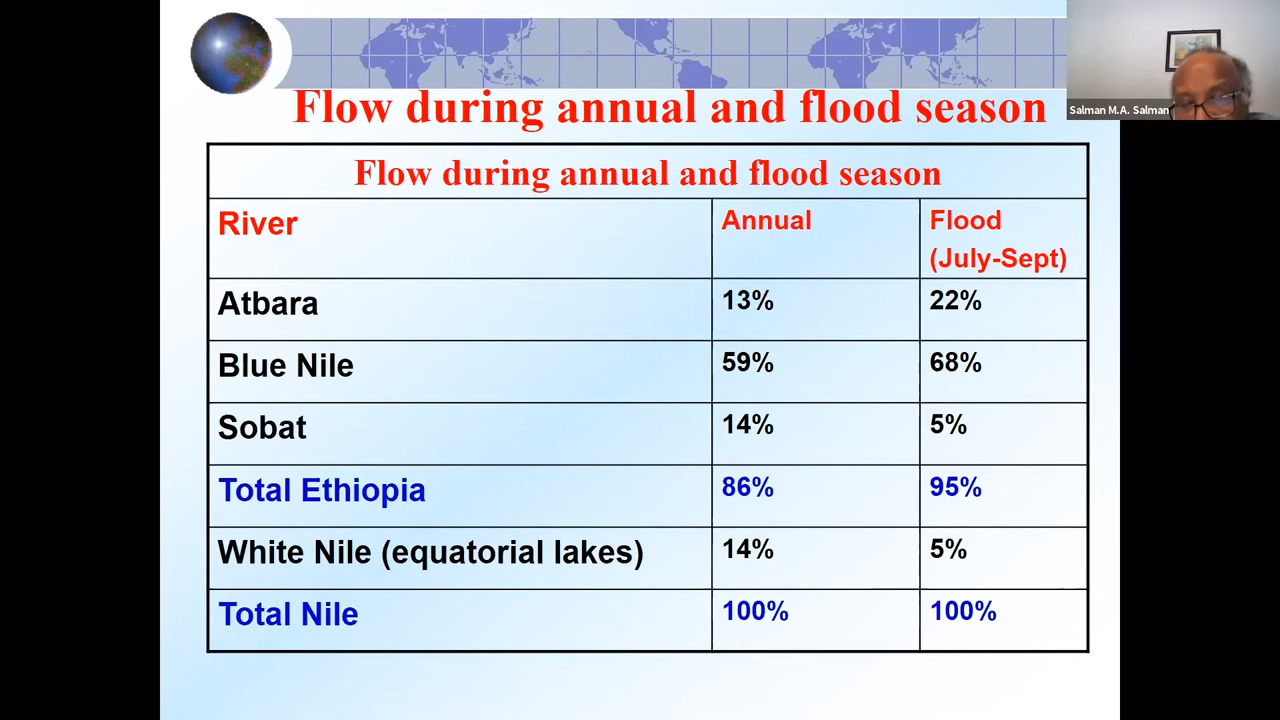 Flow during annual and flood season
Salman M.A. Salman
Flow during annual and flood season
River Annual Flood
(July-Sept)
Atbara 13% 22%
Blue Nile 59% 68%
Sobat 14% 5%
Total Ethiopia 86% 95%
White Nile (equatorial lakes) 14% 5%
Total Nile 100% 100%